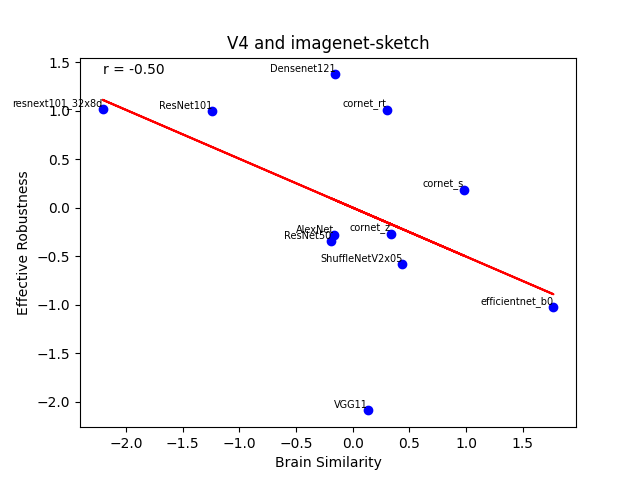 V4 and imagenet-sketch
r = -0.50
Densenet121
resnext101_32x8d
ResNet101
cornet_rt
cornet_s
AlexNet
ResNet50
cornet_z
ShuffleNetV2x05
efficientnet_b0
VGG11
1.5
1.0
0.5
0.0
−0.5
−1.0
−1.5
−2.0
Effective Robustness
−2.0 −1.5 −1.0 −0.5 0.0 0.5 1.0 1.5
Brain Similarity